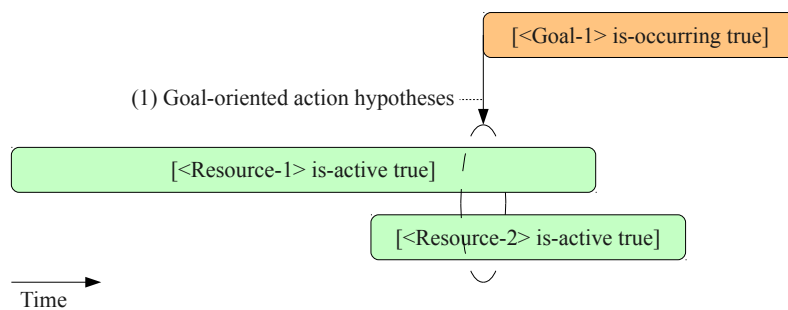 [<Goal-1> is-occurring true]
(1) Goal-oriented action hypotheses
[<Resource-1> is-active true]
[<Resource-2> is-active true]
Time